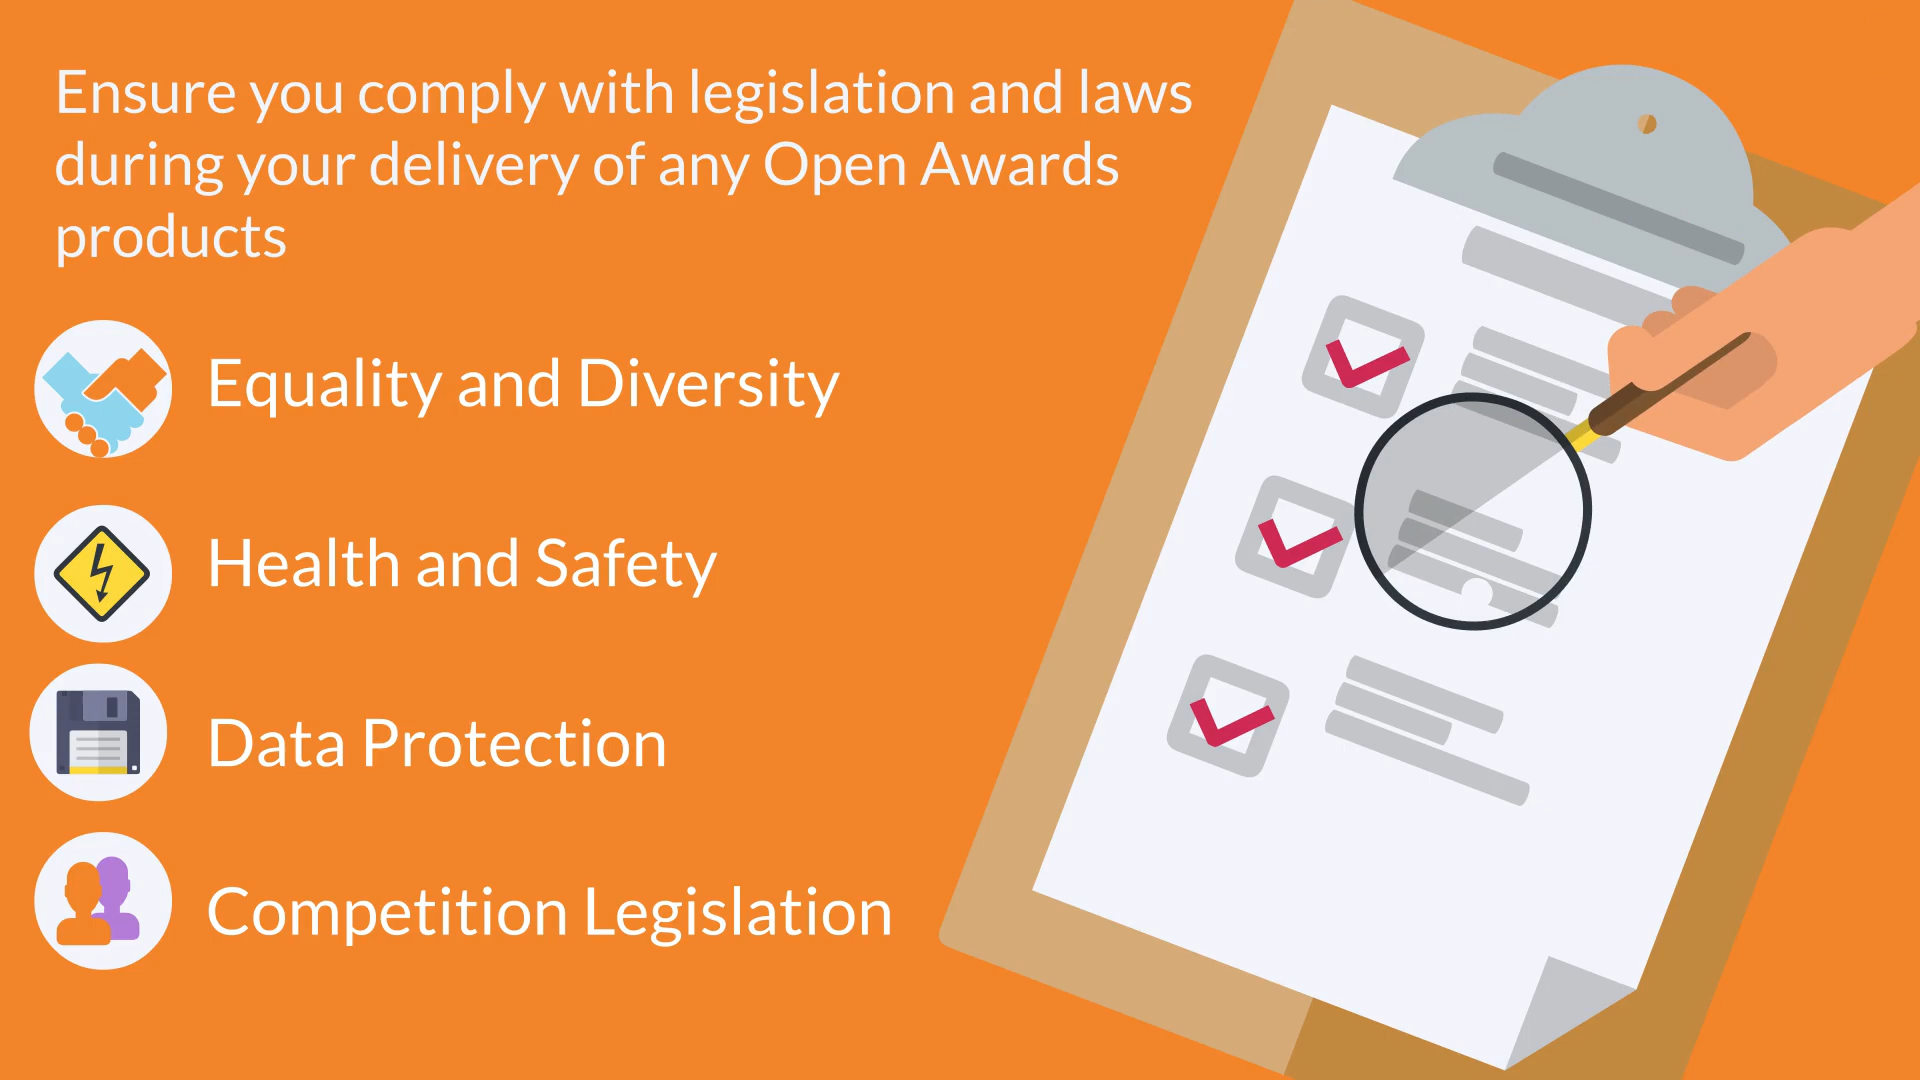 Ensure you comply with legislation and laws
during your delivery of any Open Awards
products
Equality and Diversity
Health and Safety
Data Protection
Competition Legislation